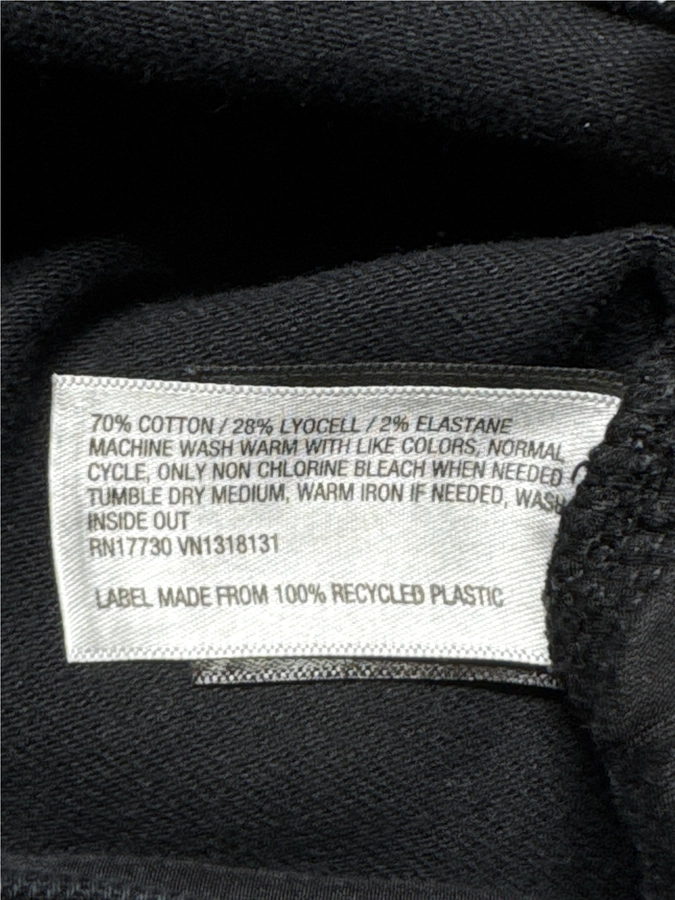 70% COTTON / 28% LYOCELL / 2% ELASTANE
MACHINE WASH WARM WITH LIKE COLORS, NORMAL
CYCLE, ONLY NON CHLORINE BLEACH WHEN NEEDED
TUMBLE DRY MEDIUM, WARM IRON IF NEEDED, WASH
INSIDE OUT
RN17730 VN1318131
LABEL MADE FROM 100% RECYCLED PLASTIC